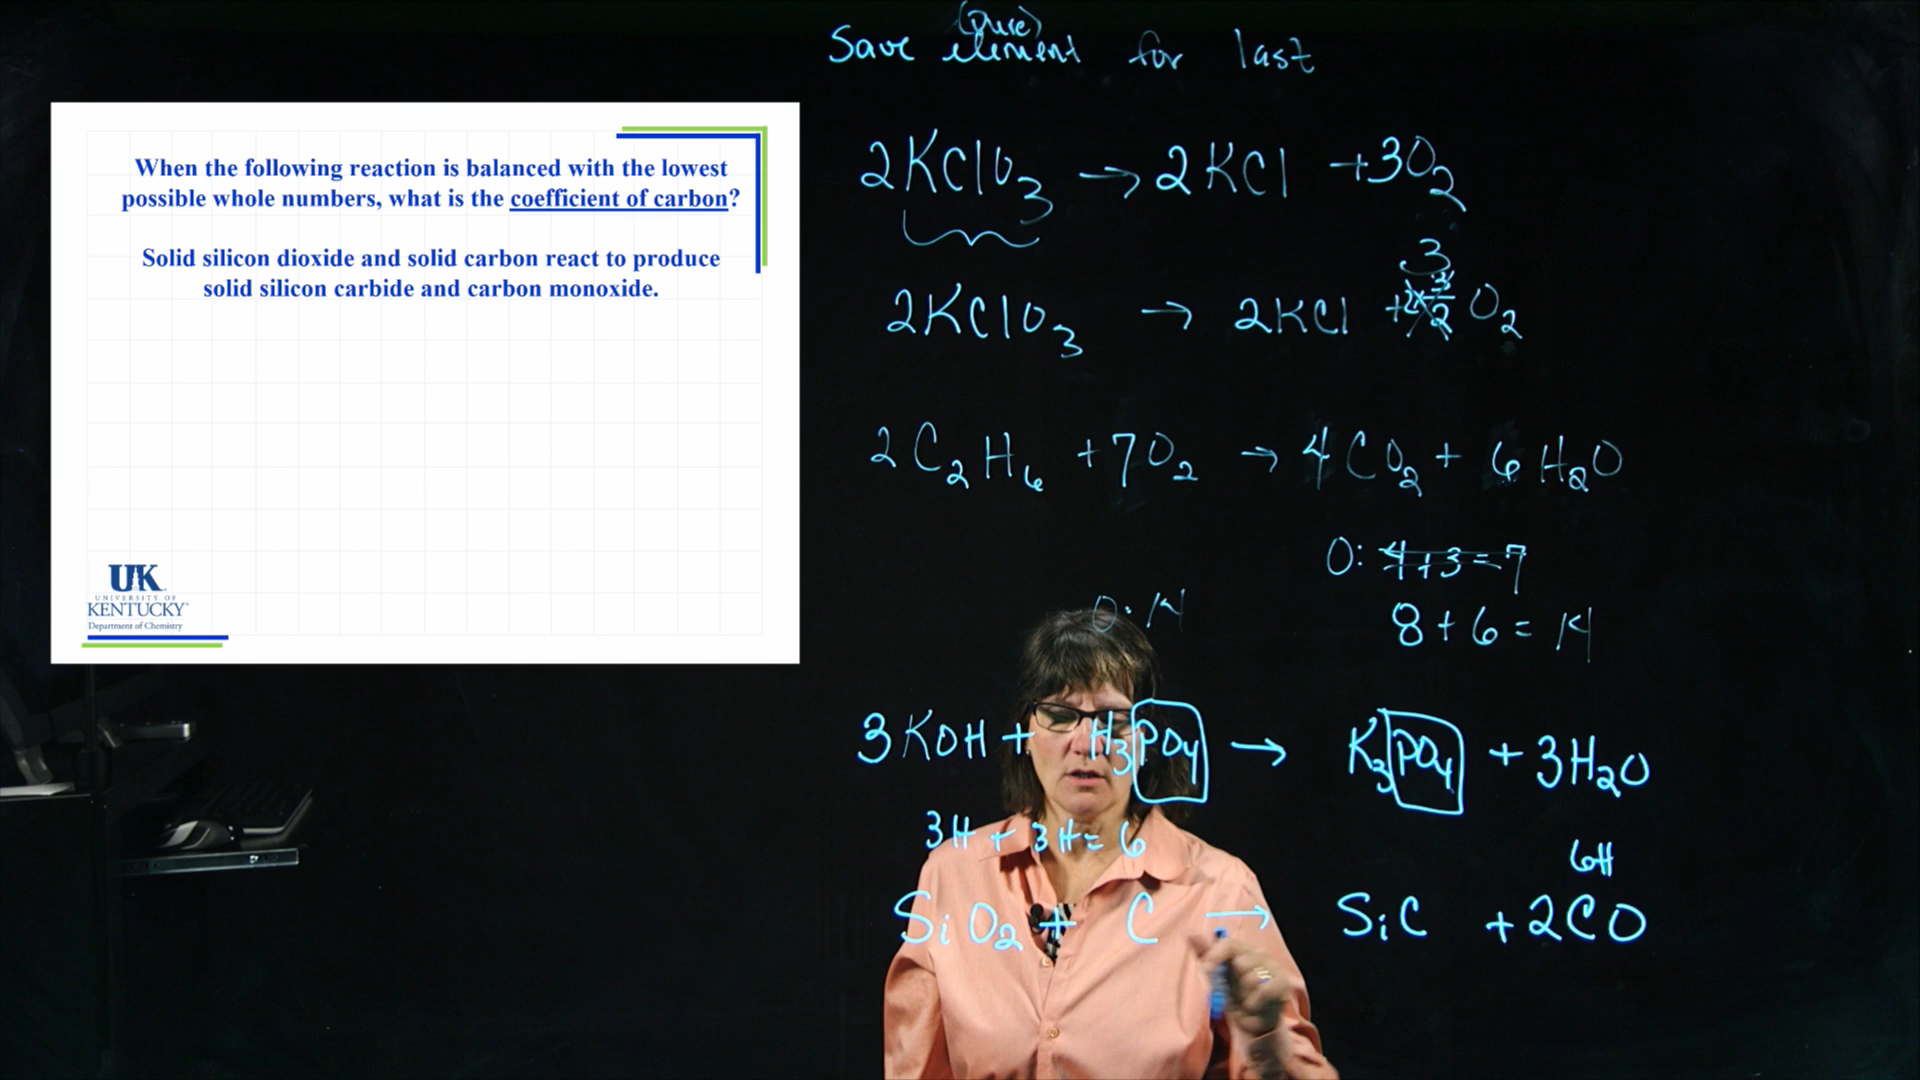 When the following reaction is balanced with the lowest
possible whole numbers, what is the coefficient of carbon?
Solid silicon dioxide and solid carbon react to produce
solid silicon carbide and carbon monoxide.
UK
UNIVERSITY OF
KENTUCKY
Department of Chemistry
(pure)
Save element for last
2KClO₃ → 2KCl + 3O₂
3
2KClO₃ → 2KCl + 2× 3/2 O₂
2C₂H₆ + 7O₂ → 4CO₂ + 6H₂O
O: 4+3=7
O: 14
8+6=14
3KOH + H₃PO₄ → K₃PO₄ + 3H₂O
3H + 3H = 6
6H
SiO₂ + C → SiC + 2CO